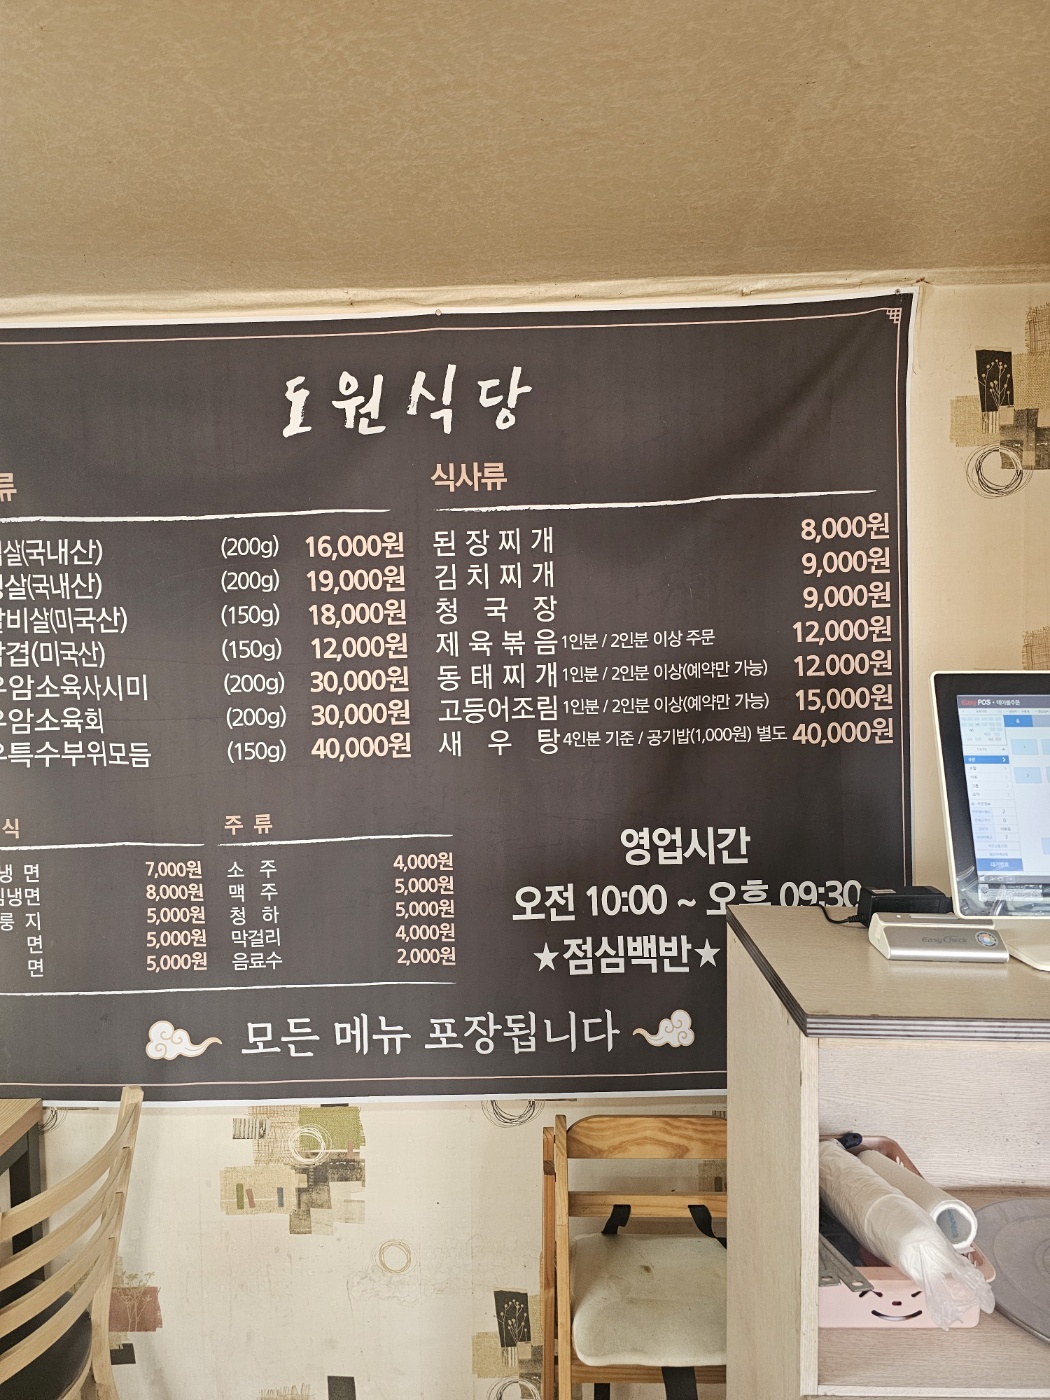 도원식당
류
살(국내산) (200g) 16,000원
살(국내산) (200g) 19,000원
비살(미국산) (150g) 18,000원
겹(미국산) (150g) 12,000원
암소육사시미 (200g) 30,000원
암소육회 (200g) 30,000원
특수부위모듬 (150g) 40,000원
식사류
된장찌개 8,000원
김치찌개 9,000원
청국장 9,000원
제육볶음 1인분 / 2인분 이상 주문 12,000원
동태찌개 1인분 / 2인분 이상(예약만 가능) 12.000원
고등어조림 1인분 / 2인분 이상(예약만 가능) 15,000원
새우탕 4인분 기준 / 공기밥(1,000원) 별도 40,000원
식
냉면 7,000원
냉면 8,000원
룽지 5,000원
면 5,000원
면 5,000원
주류
소주 4,000원
맥주 5,000원
청하 5,000원
막걸리 4,000원
음료수 2,000원
영업시간
오전 10:00 ~ 오후 09:30
★점심백반★
모든 메뉴 포장됩니다
Easy POS
EasyCheck